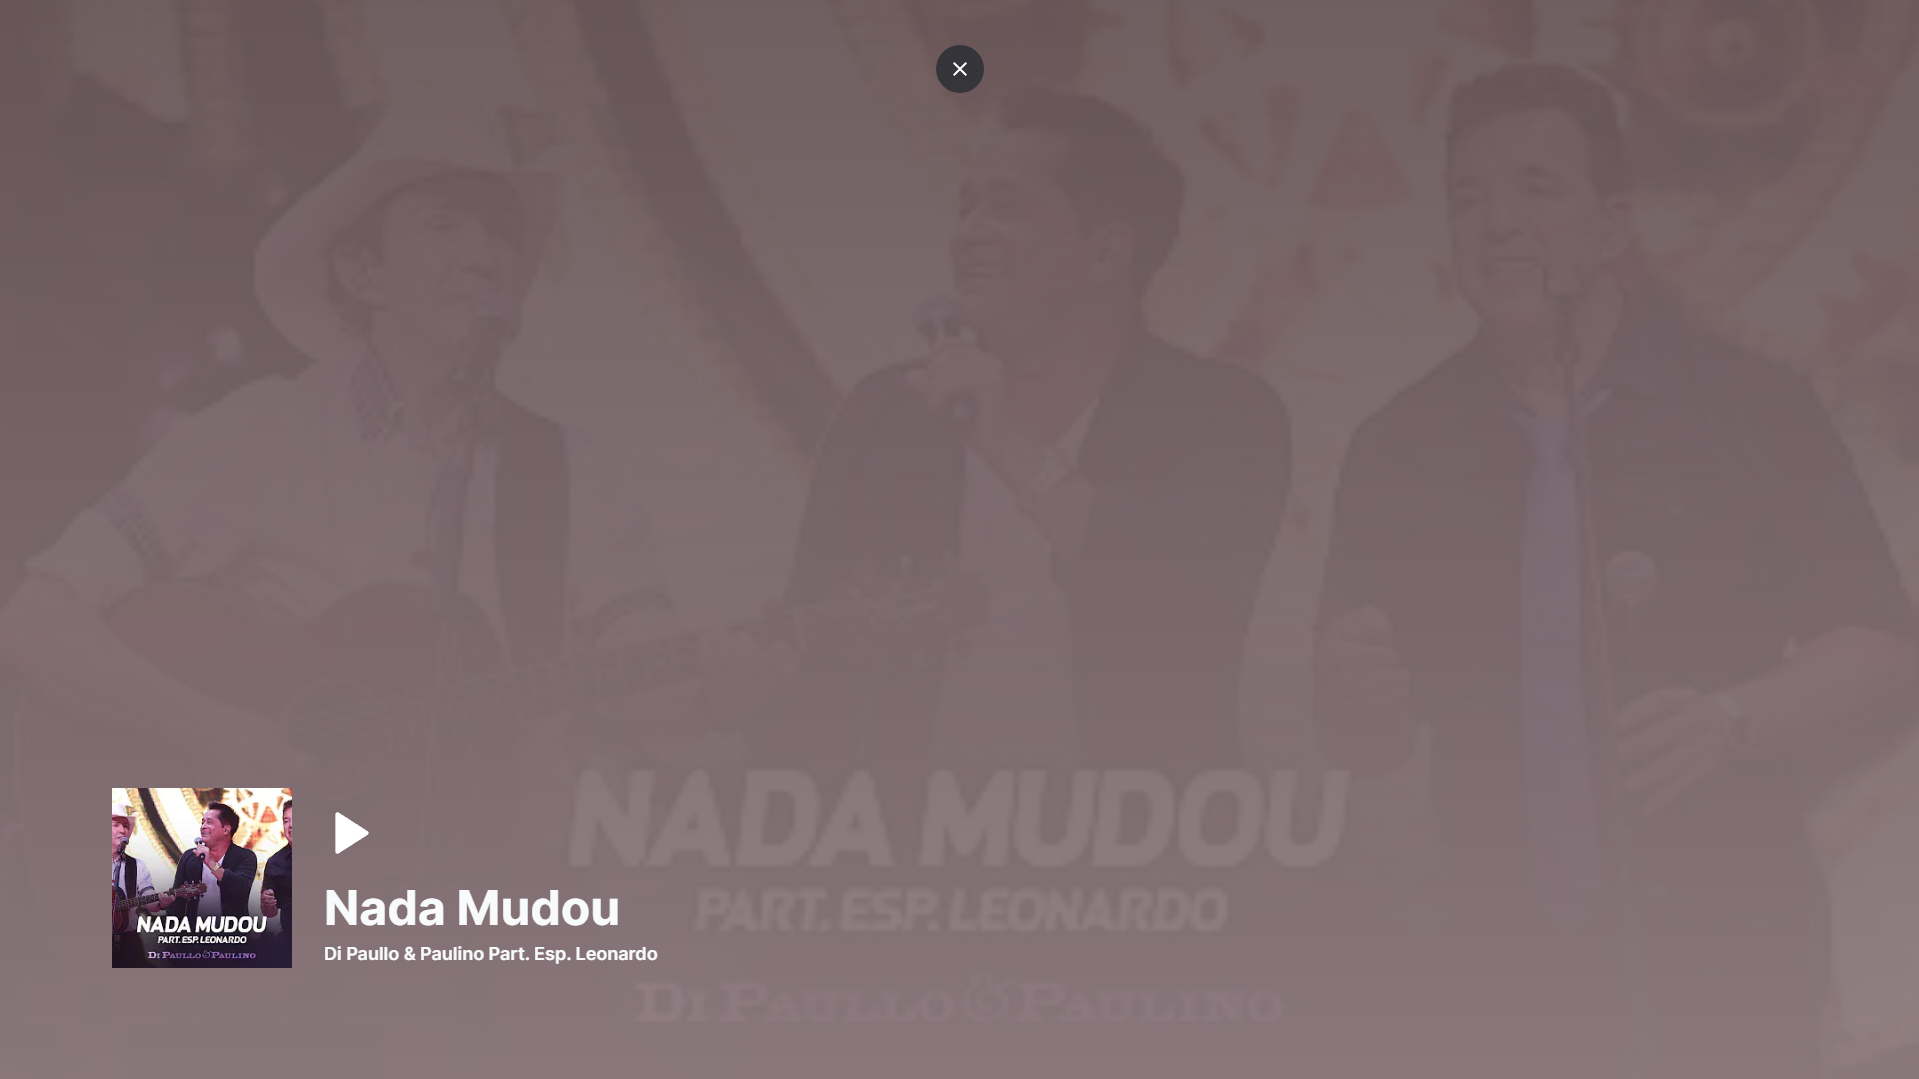 NADA MUDOU
PART. ESP. LEONARDO
DI PAULLO & PAULINO
NADA MUDOU
PART. ESP. LEONARDO
DI PAULLO & PAULINO
Nada Mudou
Di Paullo & Paulino Part. Esp. Leonardo